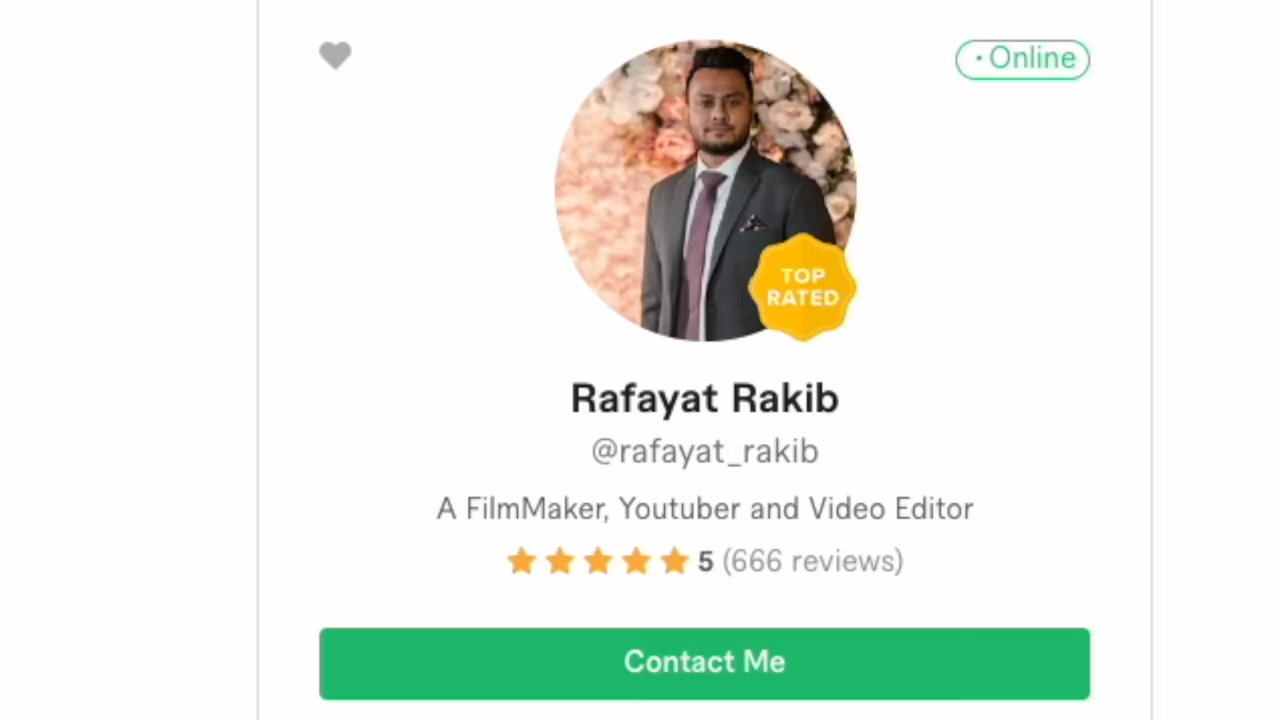 · Online
TOP
RATED
Rafayat Rakib
@rafayat_rakib
A FilmMaker, Youtuber and Video Editor
5 (666 reviews)
Contact Me